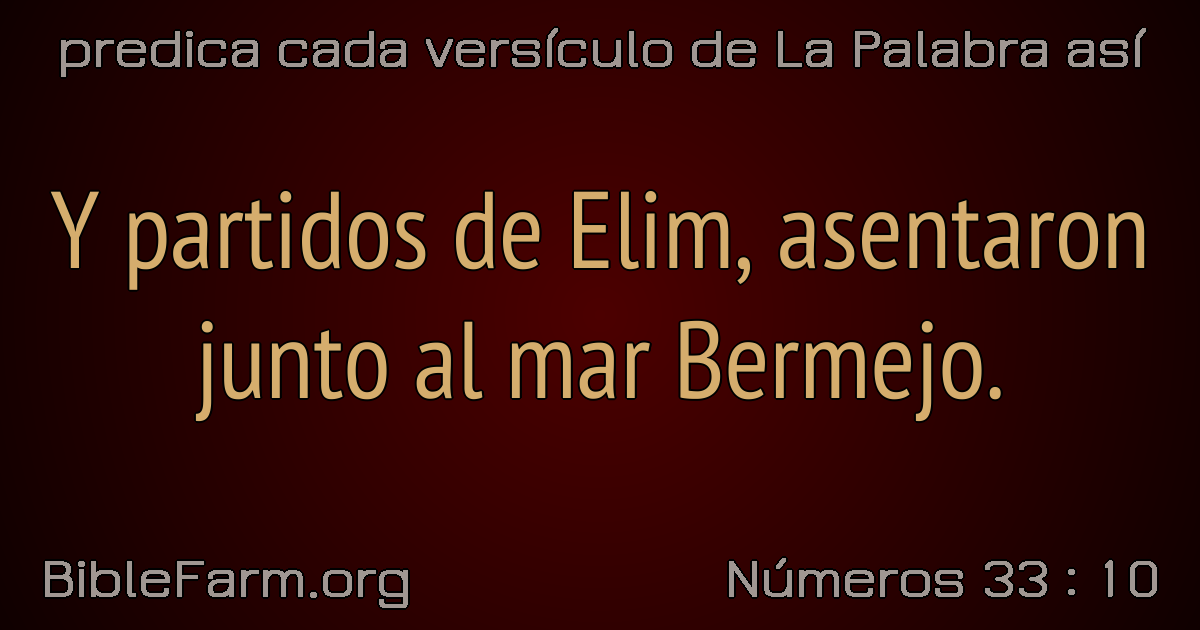 predica cada versículo de La Palabra así
Y partidos de Elim, asentaron
junto al mar Bermejo.
BibleFarm.org
Números 33 : 10